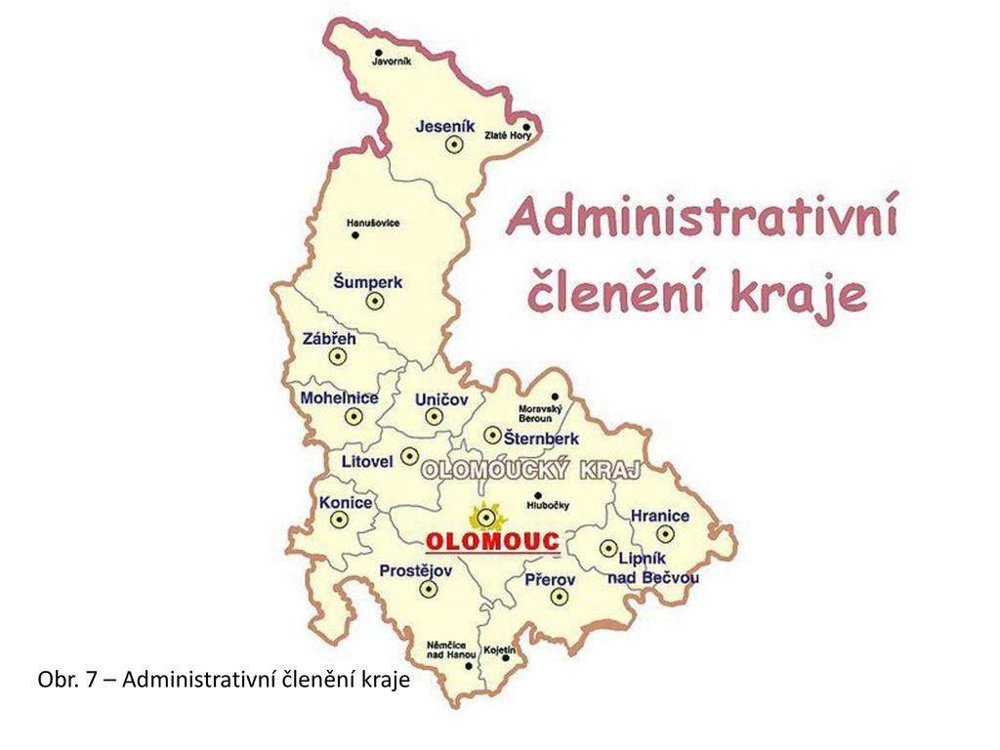 Javorník
Jeseník
Zlaté Hory
Administrativní
členění kraje
Hanušovice
Šumperk
Zábřeh
Mohelnice
Uničov
Moravský
Beroun
Šternberk
Litovel
OLOMOUCKÝ KRAJ
Konice
Hlubočky
Hranice
OLOMOUC
Lipník
nad Bečvou
Prostějov
Přerov
Němčice
nad Hanou
Kojetín
Obr. 7 – Administrativní členění kraje